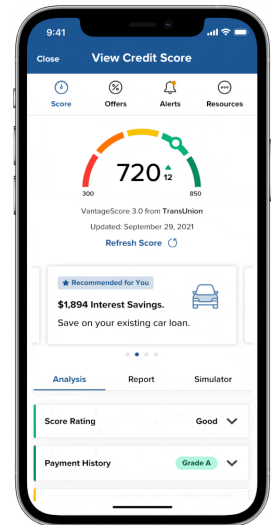 9:41
Close View Credit Score
Score Offers Alerts Resources
720 12
300 850
VantageScore 3.0 from TransUnion
Updated: September 29, 2021
Refresh Score
Recommended for You
$1,894 Interest Savings.
Save on your existing car loan.
Analysis Report Simulator
Score Rating Good
Payment History Grade A